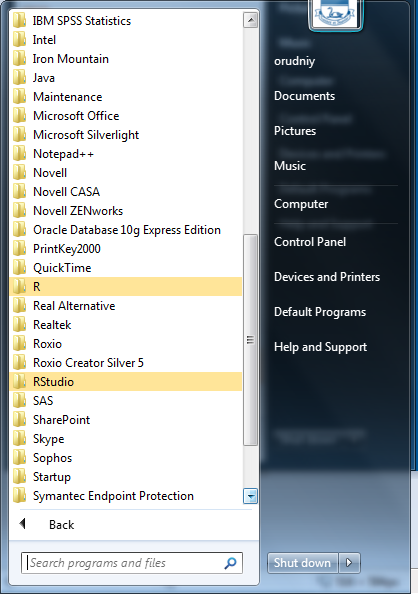 IBM SPSS Statistics
Intel
Iron Mountain
Java
Maintenance
Microsoft Office
Microsoft Silverlight
Notepad++
Novell
Novell CASA
Novell ZENworks
Oracle Database 10g Express Edition
PrintKey2000
QuickTime
R
Real Alternative
Realtek
Roxio
Roxio Creator Silver 5
RStudio
SAS
SharePoint
Skype
Sophos
Startup
Symantec Endpoint Protection
Back
Search programs and files
orudniy
Documents
Pictures
Music
Computer
Control Panel
Devices and Printers
Default Programs
Help and Support
Shut down